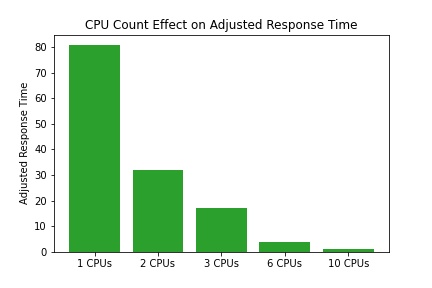 CPU Count Effect on Adjusted Response Time
Adjusted Response Time
80
70
60
50
40
30
20
10
0
1 CPUs
2 CPUs
3 CPUs
6 CPUs
10 CPUs